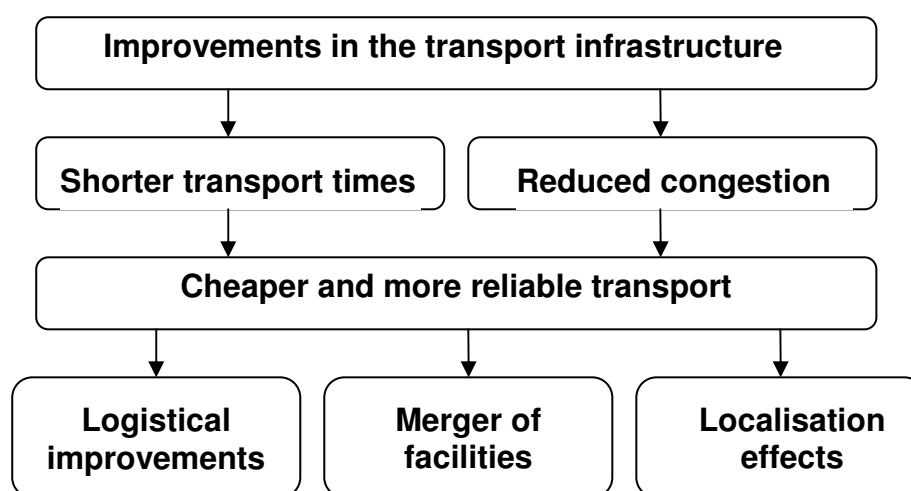 Improvements in the transport infrastructure
Shorter transport times
Reduced congestion
Cheaper and more reliable transport
Logistical
improvements
Merger of
facilities
Localisation
effects